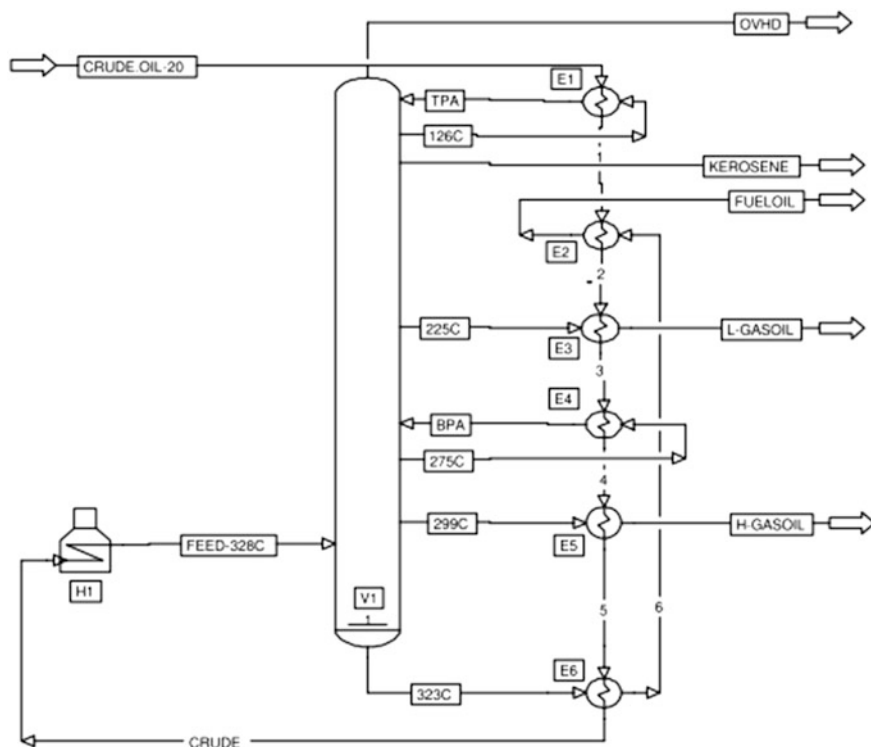 OVHD
CRUDE.OIL-20
E1
TPA
126C
1
KEROSENE
FUELOIL
E2
2
225C
L-GASOIL
E3
3
E4
BPA
275C
4
299C
H-GASOIL
FEED-328C
E5
H1
V1
1
5
6
E6
323C
CRUDE